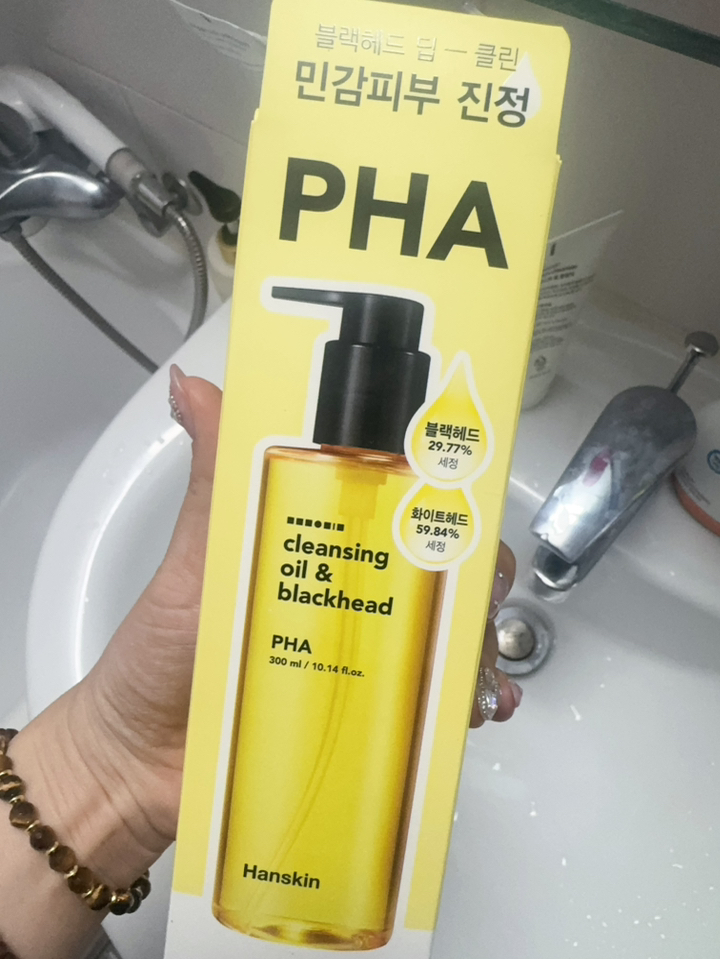 블랙헤드 딥 — 클린
민감피부 진정
PHA
블랙헤드
29.77%
세정
화이트헤드
59.84%
세정
cleansing
oil &
blackhead
PHA
300 ml / 10.14 fl.oz.
Hanskin